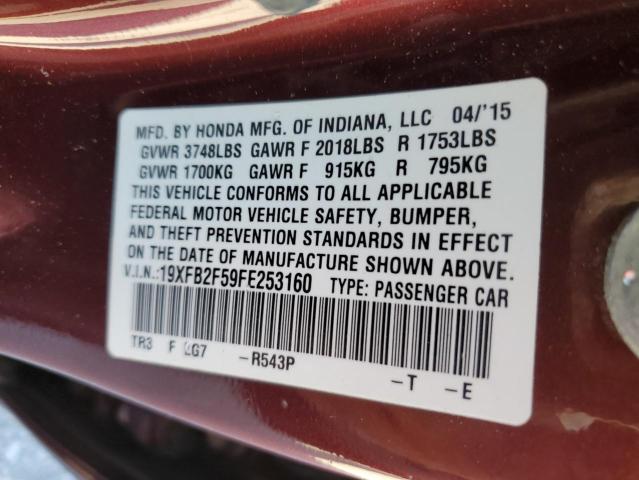 MFD. BY HONDA MFG. OF INDIANA, LLC 04/'15
GVWR 3748LBS GAWR F 2018LBS R 1753LBS
GVWR 1700KG GAWR F 915KG R 795KG
THIS VEHICLE CONFORMS TO ALL APPLICABLE
FEDERAL MOTOR VEHICLE SAFETY, BUMPER,
AND THEFT PREVENTION STANDARDS IN EFFECT
ON THE DATE OF MANUFACTURE SHOWN ABOVE.
V.I.N.:19XFB2F59FE253160 TYPE: PASSENGER CAR
TR3 F -R543P
-T -E